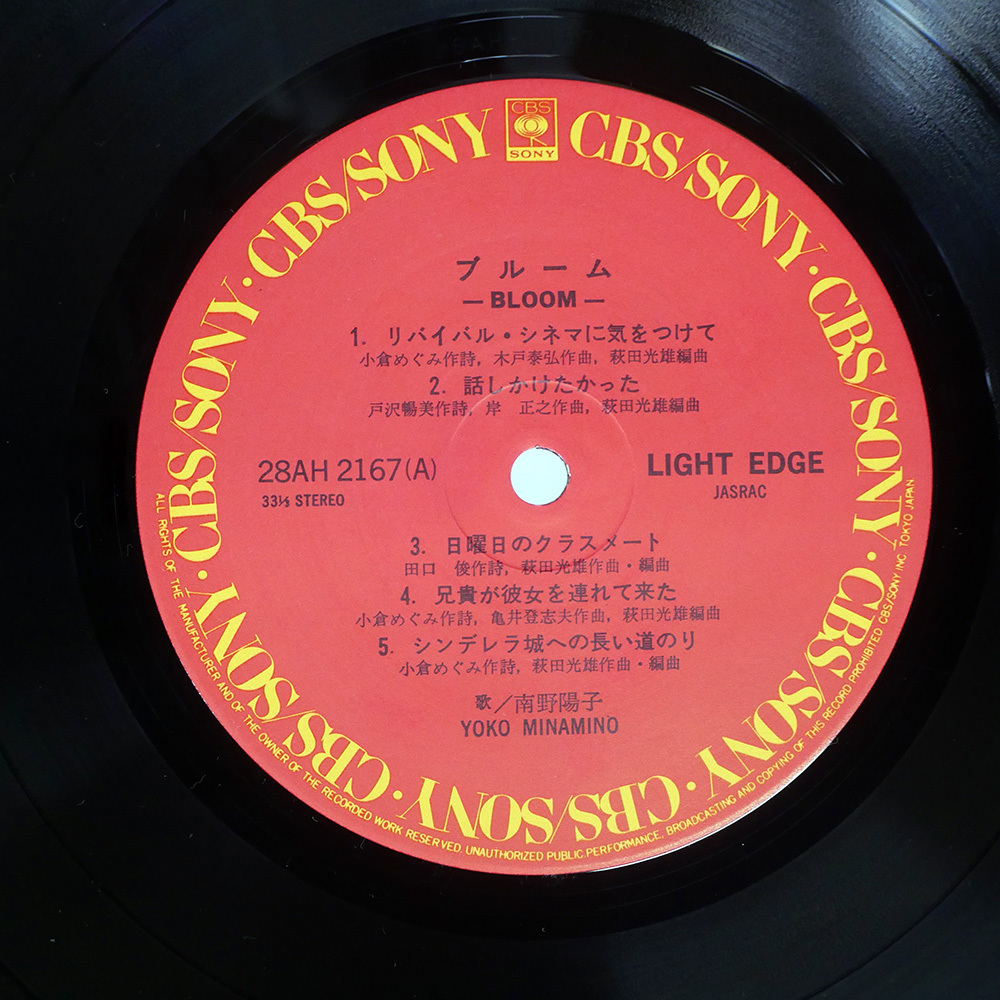 CBS/SONY · CBS/SONY · CBS/SONY · CBS/SONY · CBS/SONY · CBS/SONY · CBS/SONY · CBS/SONY
CBS
SONY
ブルーム
— BLOOM —
1. リバイバル・シネマに気をつけて
小倉めぐみ作詩, 木戸泰弘作曲, 萩田光雄編曲
2. 話しかけたかった
戸沢暢美作詩, 岸 正之作曲, 萩田光雄編曲
28AH 2167(A)
33⅓ STEREO
LIGHT EDGE
JASRAC
3. 日曜日のクラスメート
田口 俊作詩, 萩田光雄作曲・編曲
4. 兄貴が彼女を連れて来た
小倉めぐみ作詩, 亀井登志夫作曲, 萩田光雄編曲
5. シンデレラ城への長い道のり
小倉めぐみ作詩, 萩田光雄作曲・編曲
歌／南野陽子
YOKO MINAMINO
ALL RIGHTS OF THE MANUFACTURER AND OF THE OWNER OF THE RECORDED WORK RESERVED. UNAUTHORIZED PUBLIC PERFORMANCE, BROADCASTING AND COPYING OF THIS RECORD PROHIBITED CBS/SONY INC. TOKYO JAPAN